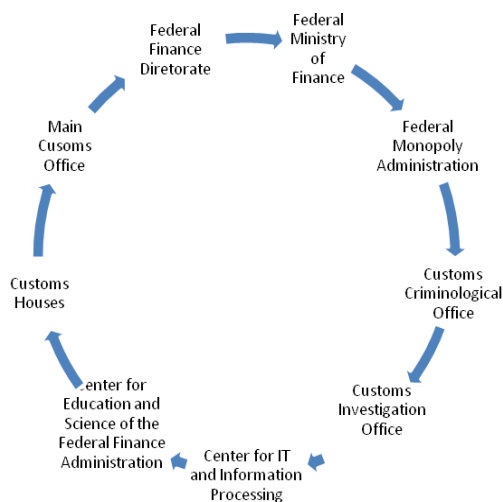 Federal
Finance
Diretorate
Federal
Ministry
of
Finance
Federal
Monopoly
Administration
Customs
Criminological
Office
Customs
Investigation
Office
Center for IT
and Information
Processing
Center for
Education and
Science of the
Federal Finance
Administration
Customs
Houses
Main
Cusoms
Office